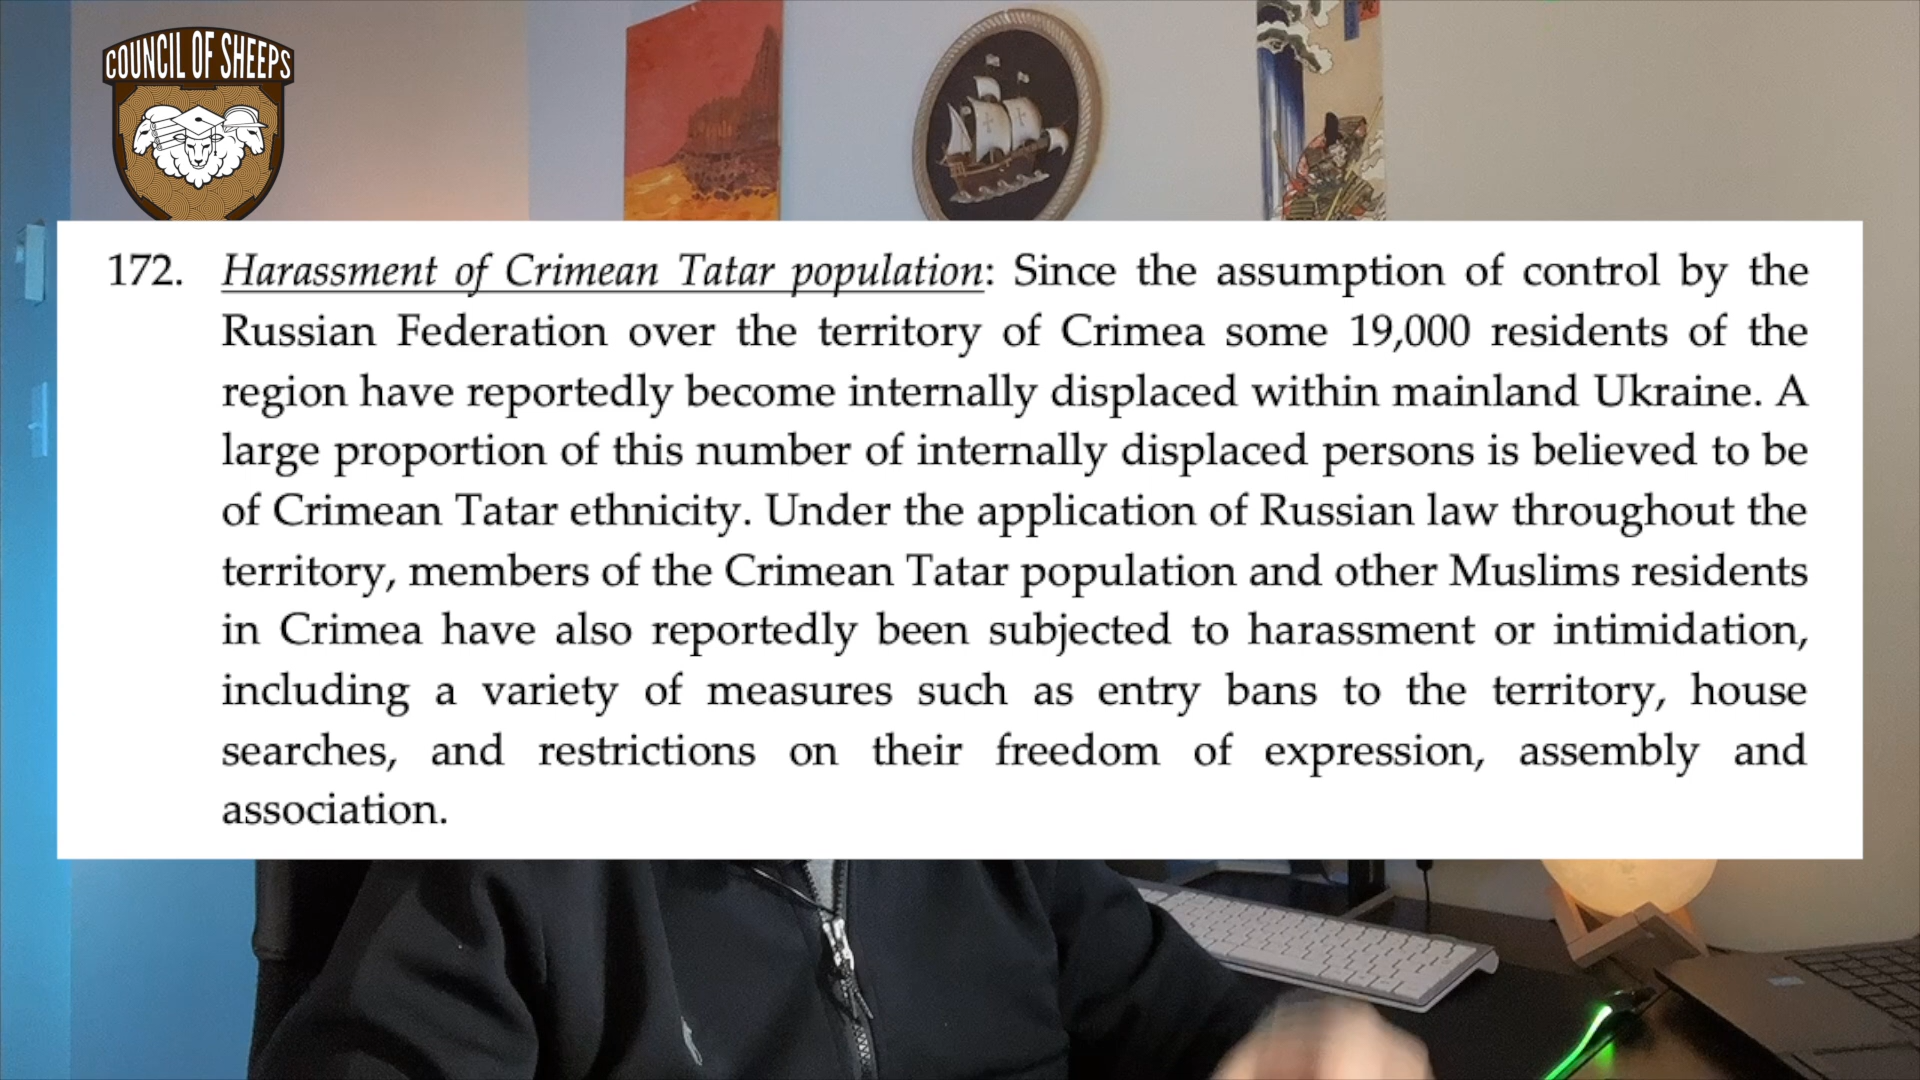 COUNCIL OF SHEEPS
172. Harassment of Crimean Tatar population: Since the assumption of control by the
Russian Federation over the territory of Crimea some 19,000 residents of the
region have reportedly become internally displaced within mainland Ukraine. A
large proportion of this number of internally displaced persons is believed to be
of Crimean Tatar ethnicity. Under the application of Russian law throughout the
territory, members of the Crimean Tatar population and other Muslims residents
in Crimea have also reportedly been subjected to harassment or intimidation,
including a variety of measures such as entry bans to the territory, house
searches, and restrictions on their freedom of expression, assembly and
association.